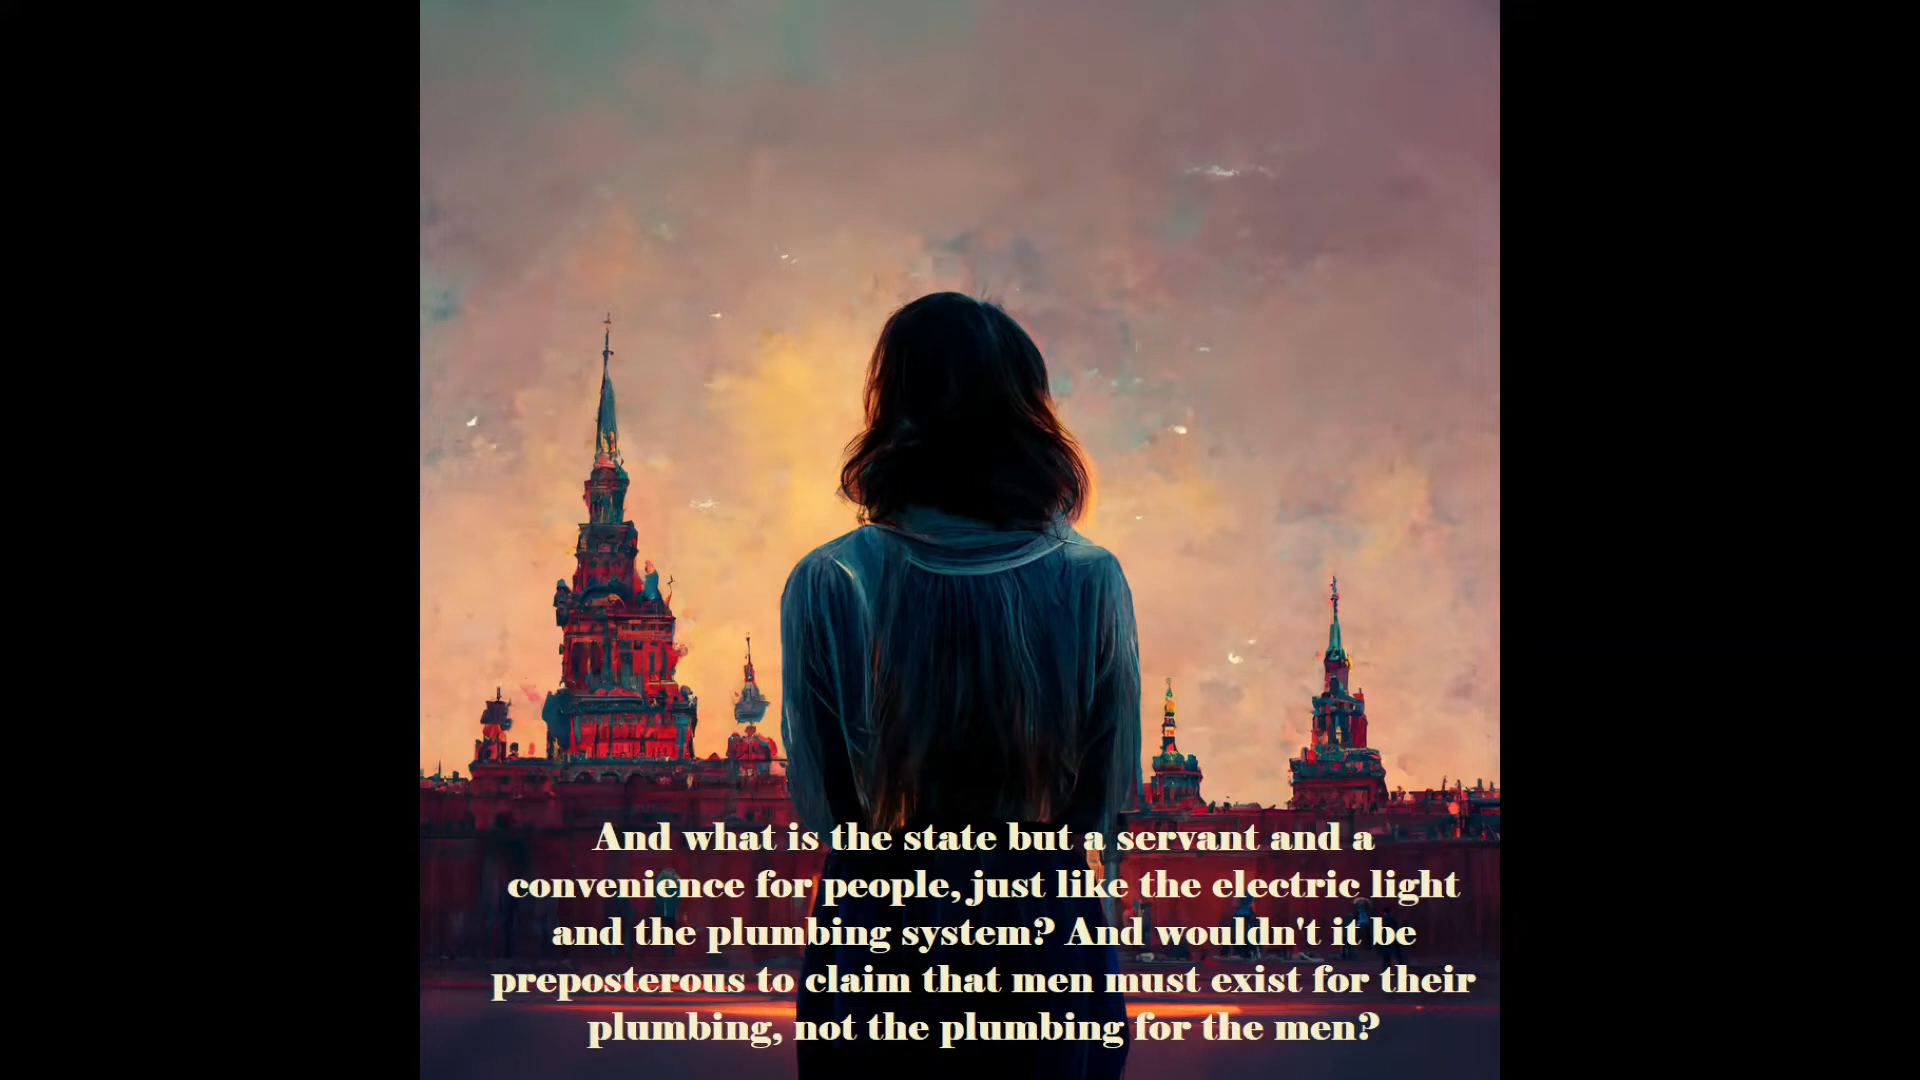 And what is the state but a servant and a
convenience for people, just like the electric light
and the plumbing system? And wouldn't it be
preposterous to claim that men must exist for their
plumbing, not the plumbing for the men?